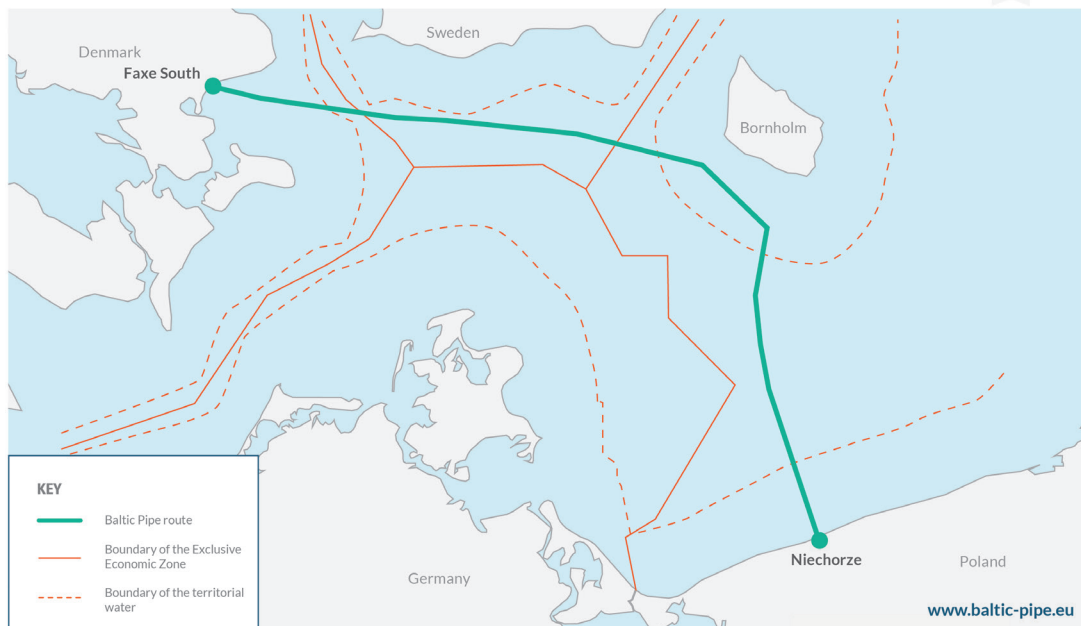 Sweden
Denmark
Faxe South
Bornholm
KEY
Baltic Pipe route
Boundary of the Exclusive
Economic Zone
Boundary of the territorial
water
Germany
Niechorze
Poland
www.baltic-pipe.eu